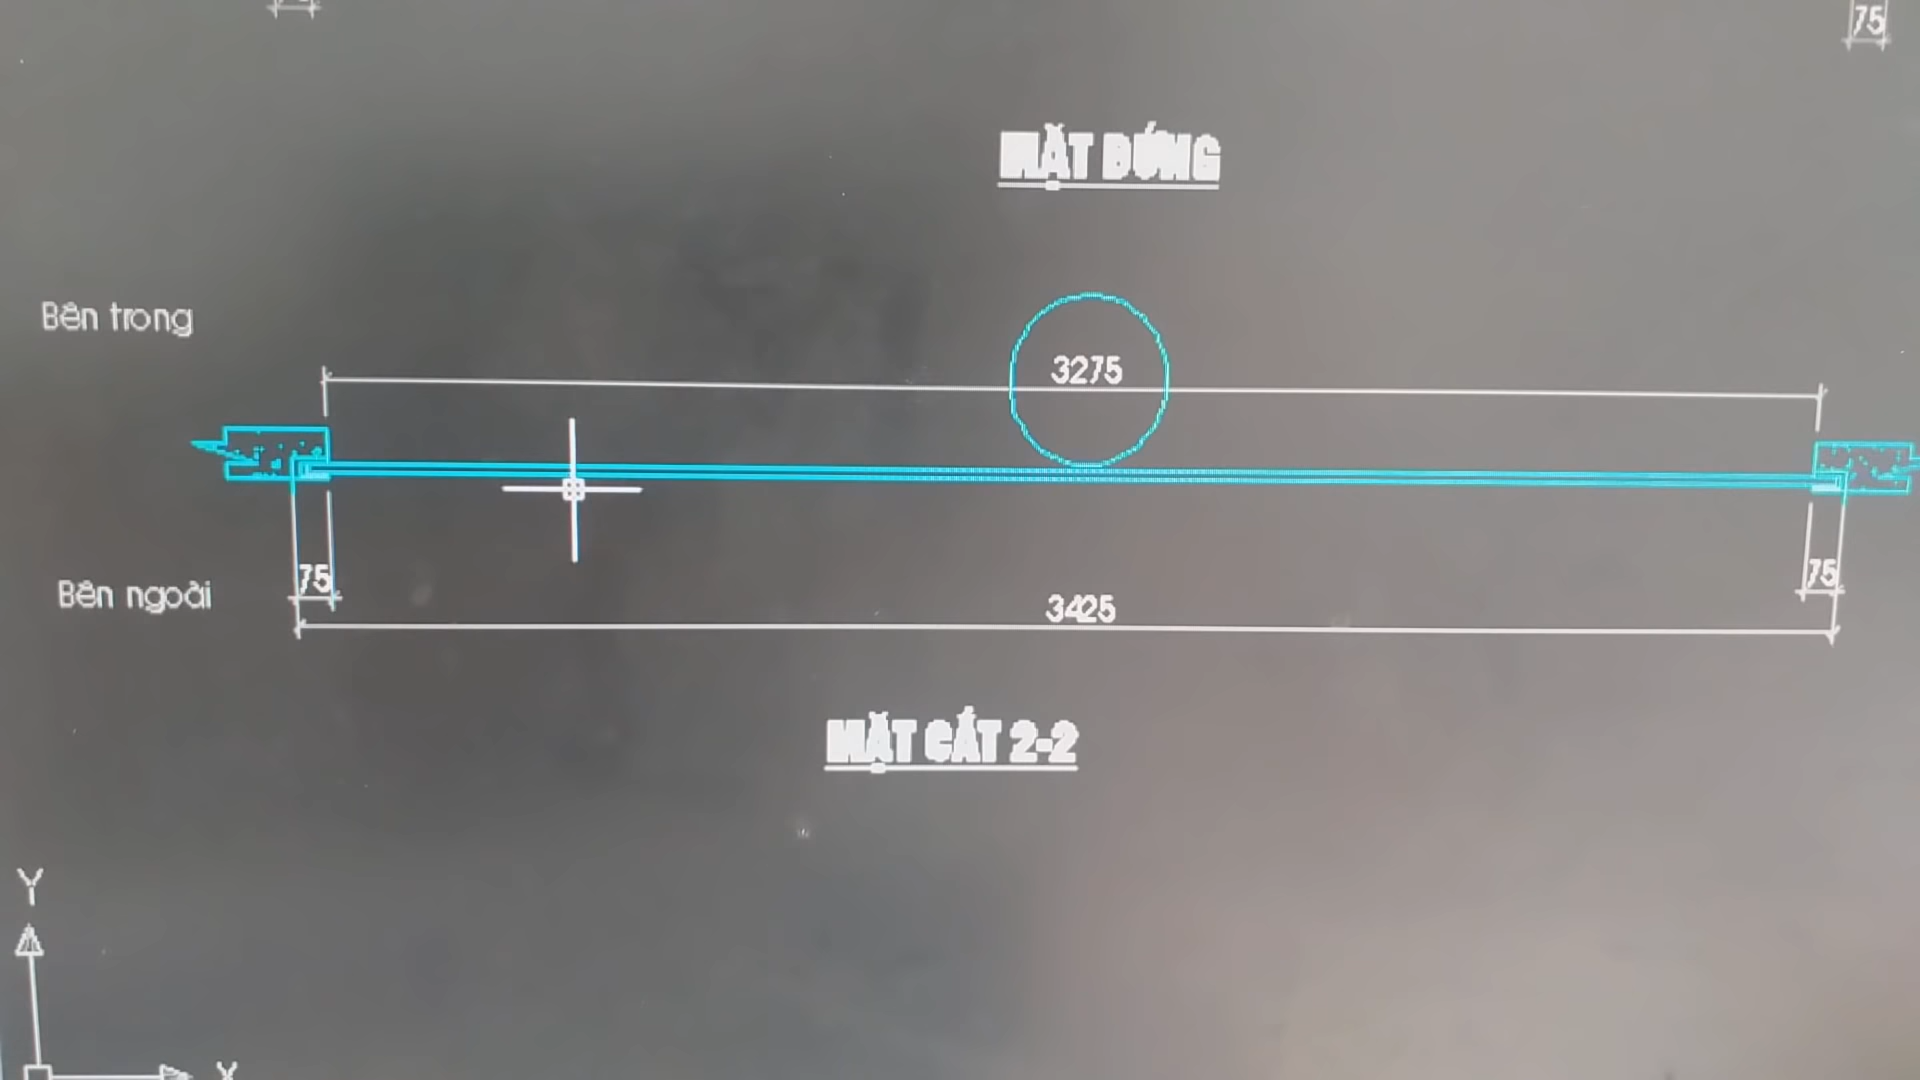 75
MẶT ĐỨNG
Bên trong
3275
75
75
Bên ngoài
3425
MẶT CẮT 2-2
Y
X